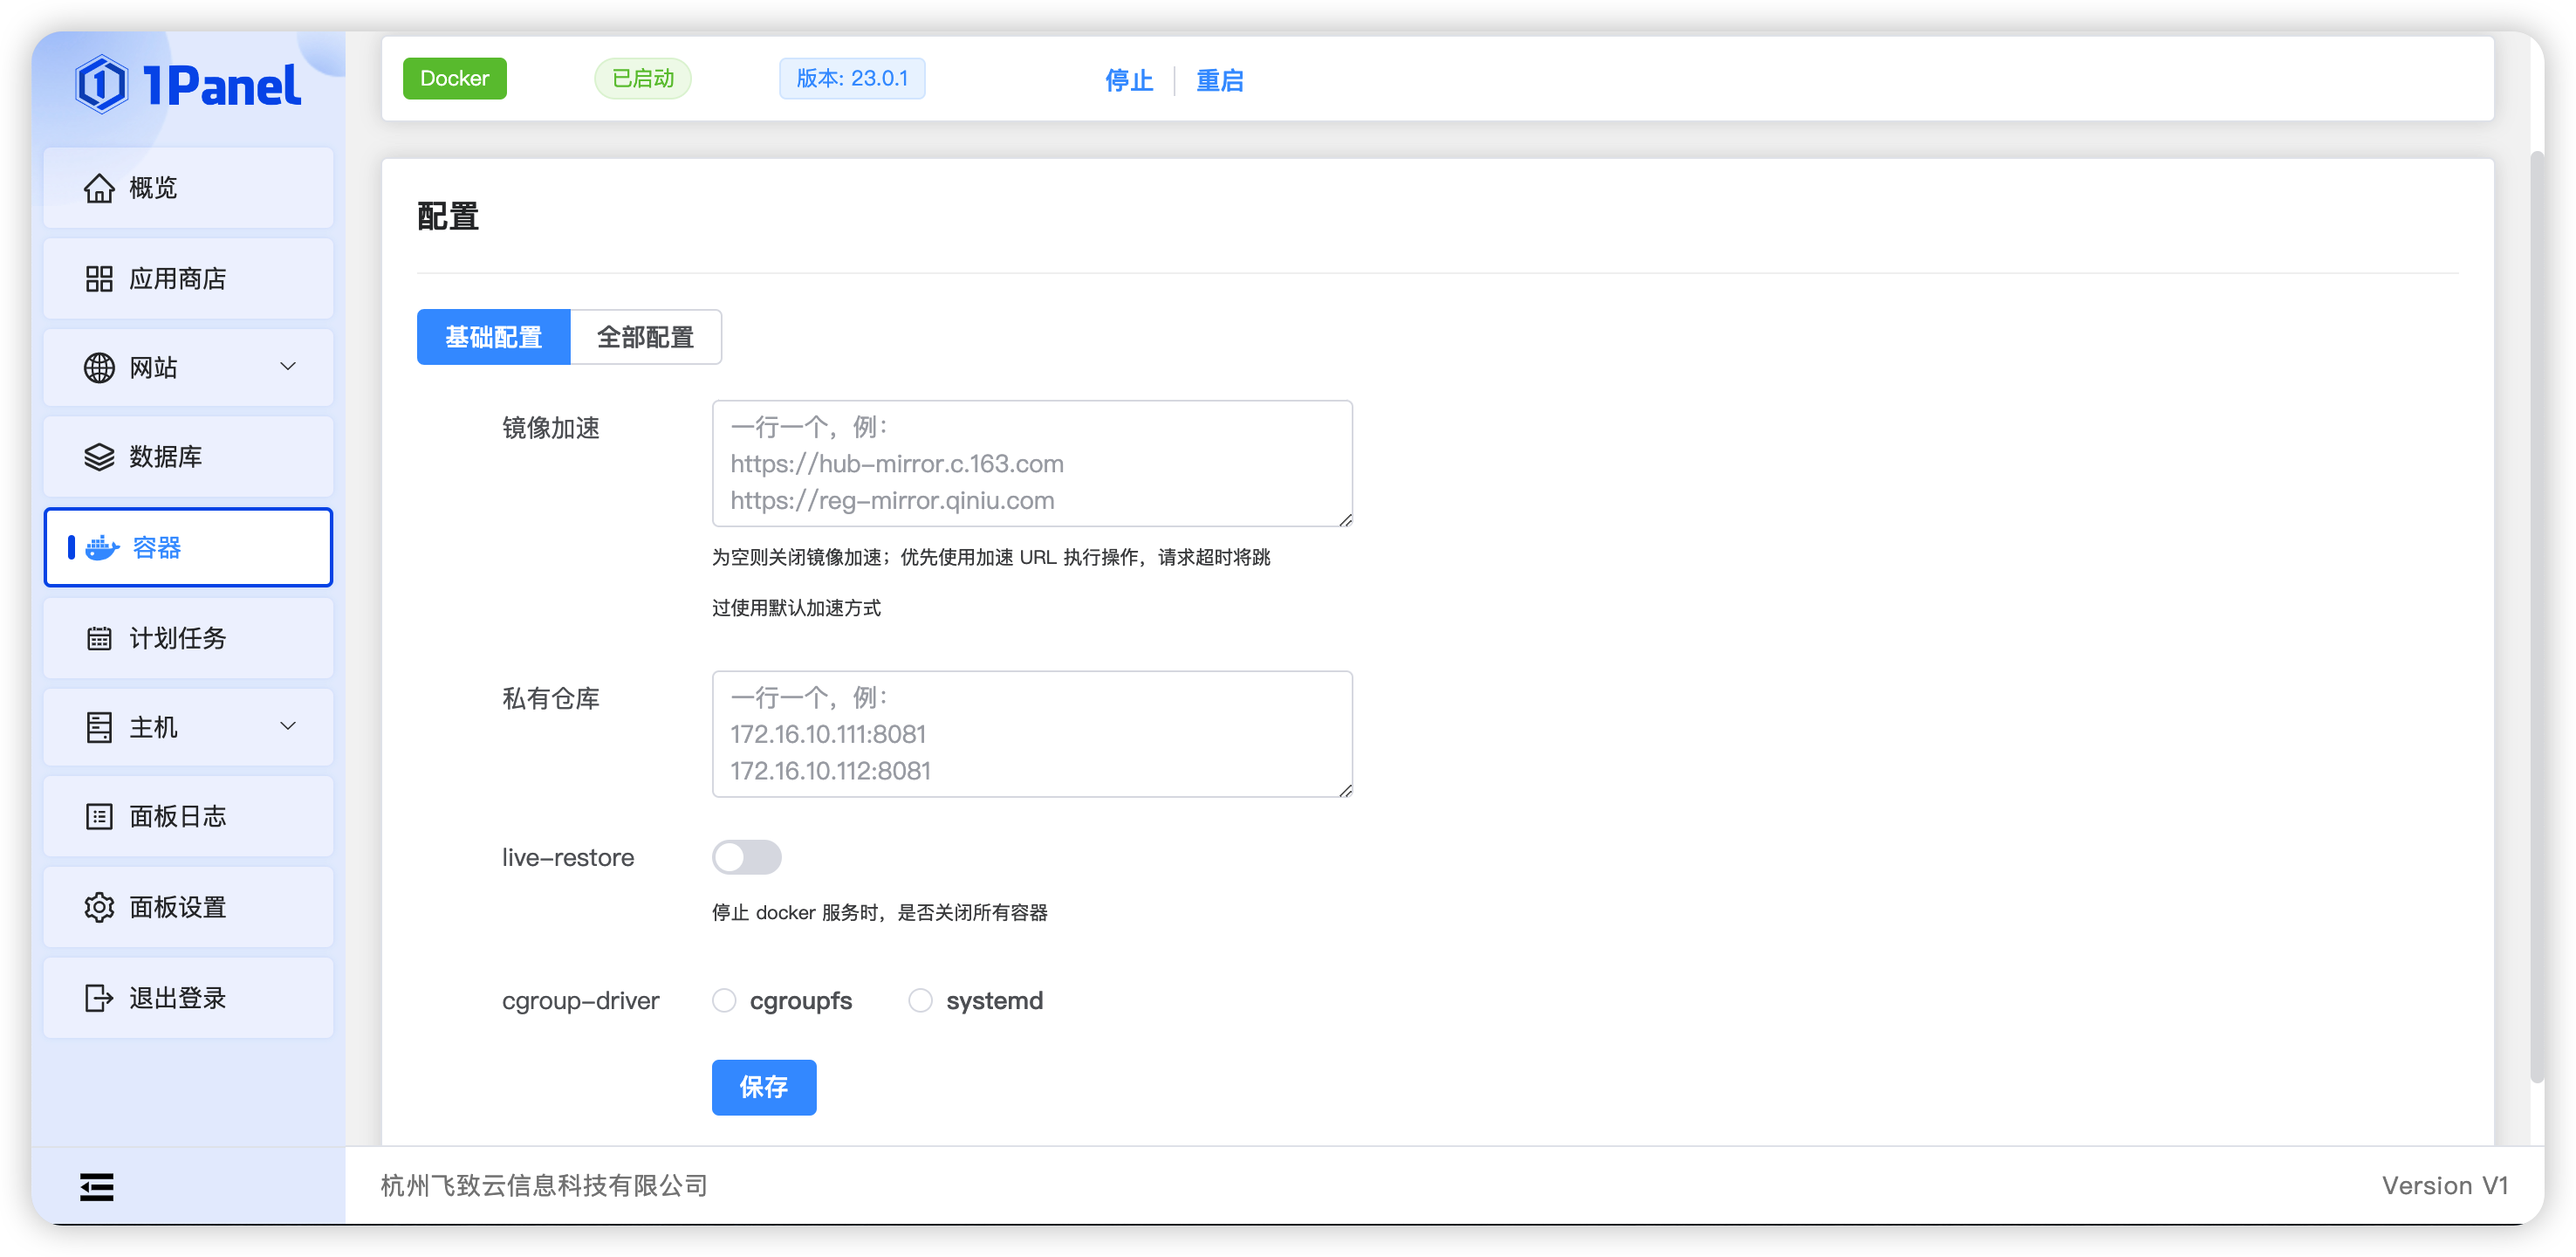 1Panel
概览
应用商店
网站
数据库
容器
计划任务
主机
面板日志
面板设置
退出登录
Docker
已启动
版本: 23.0.1
停止
重启
配置
基础配置
全部配置
镜像加速
一行一个，例：
https://hub-mirror.c.163.com
https://reg-mirror.qiniu.com
为空则关闭镜像加速；优先使用加速 URL 执行操作，请求超时将跳
过使用默认加速方式
私有仓库
一行一个，例：
172.16.10.111:8081
172.16.10.112:8081
live-restore
停止 docker 服务时，是否关闭所有容器
cgroup-driver
cgroupfs
systemd
保存
杭州飞致云信息科技有限公司
Version V1